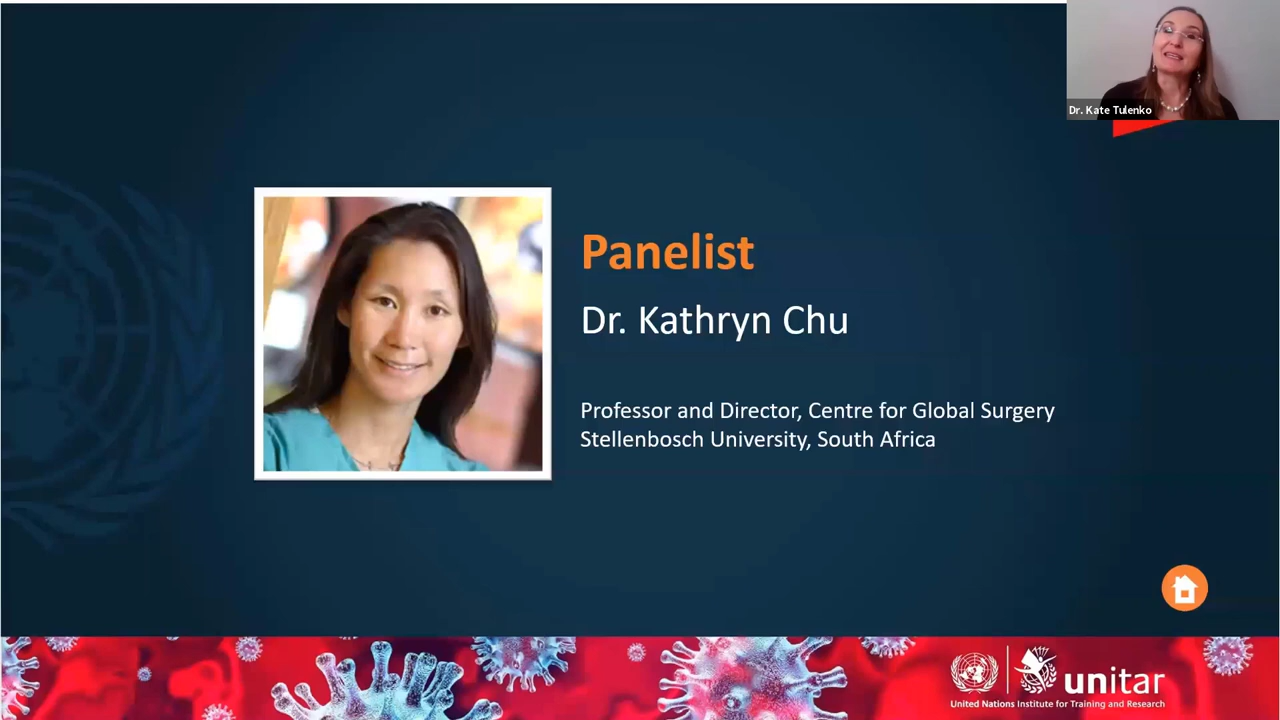 Dr. Kate Tulenko
Panelist
Dr. Kathryn Chu
Professor and Director, Centre for Global Surgery
Stellenbosch University, South Africa
unitar
United Nations Institute for Training and Research